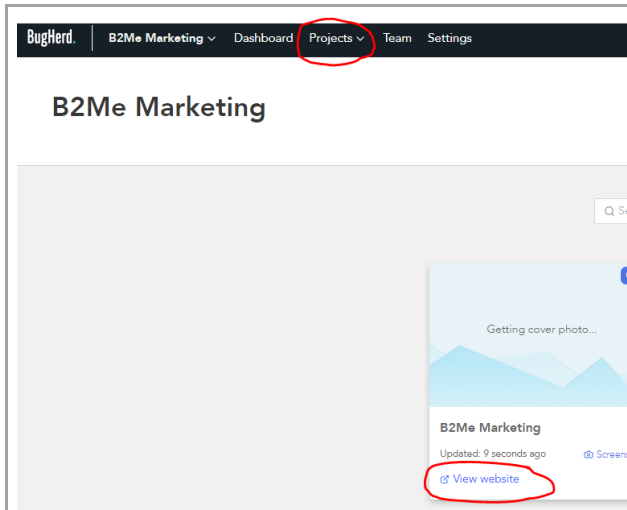 BugHerd. B2Me Marketing Dashboard Projects Team Settings
B2Me Marketing
Getting cover photo...
B2Me Marketing
Updated: 9 seconds ago
View website